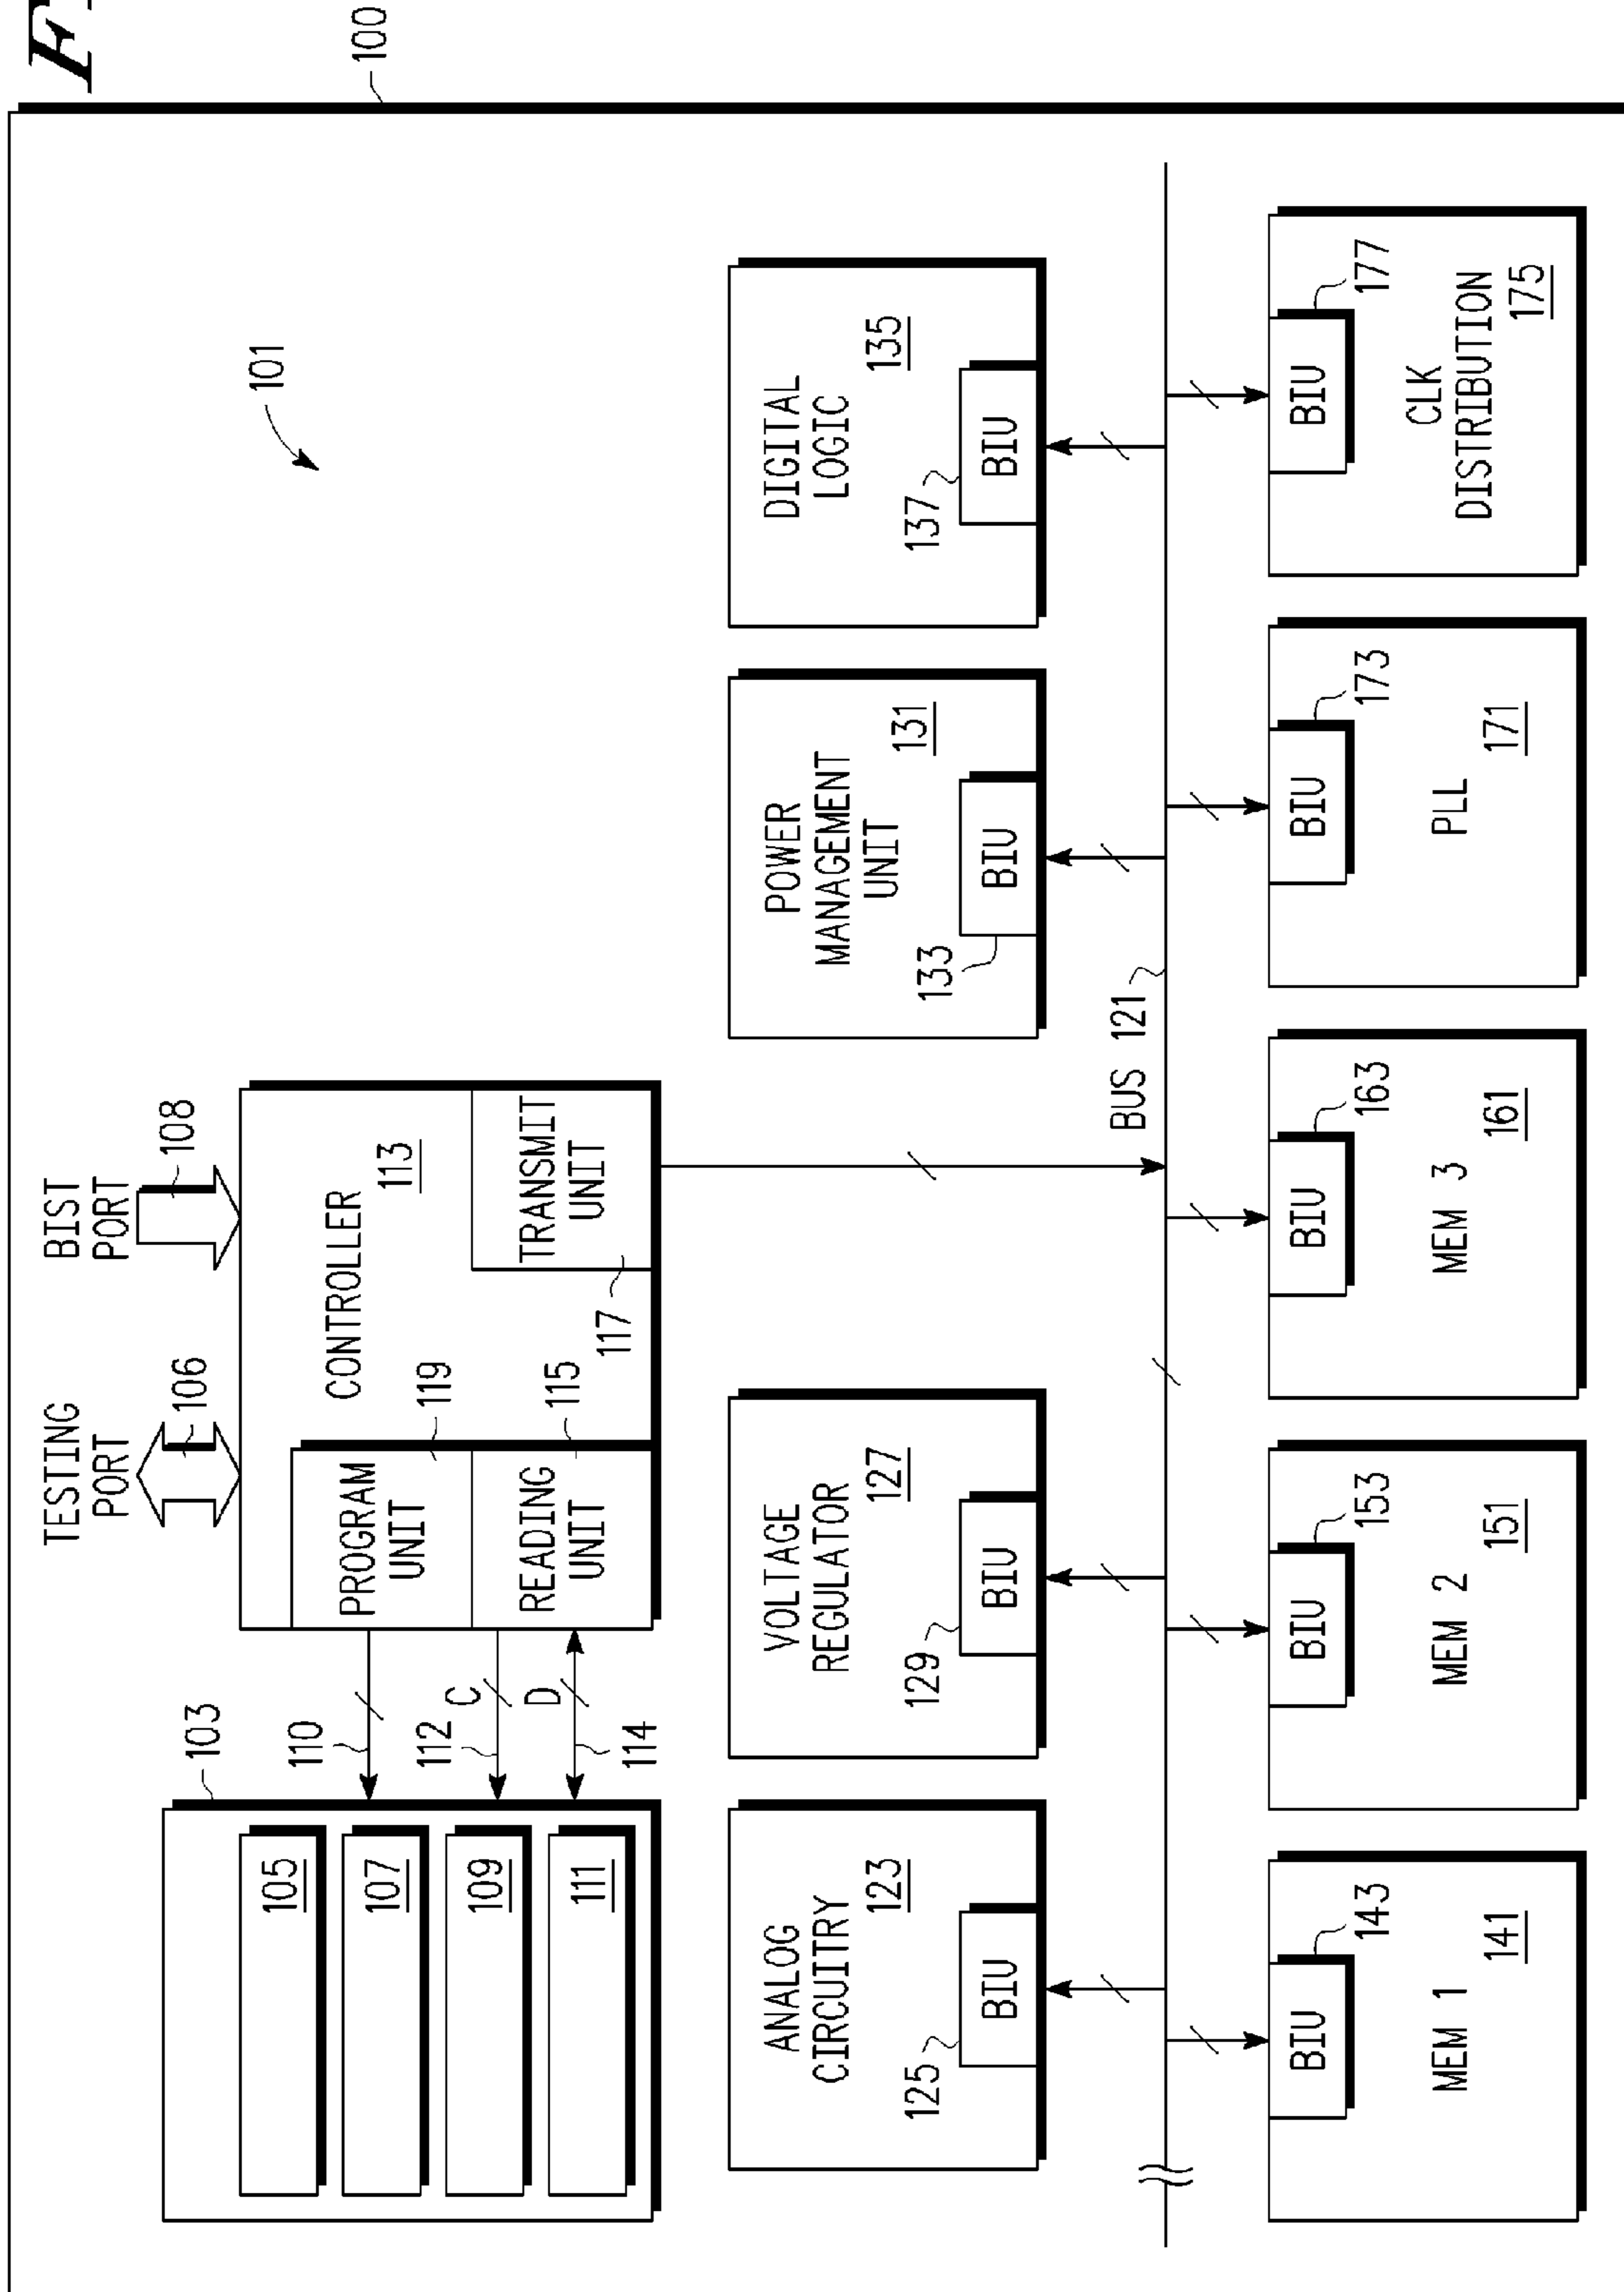 100
101
TESTING
PORT
106
BIST
PORT
108
103
105
107
109
111
110
112
C
D
114
CONTROLLER
113
PROGRAM
UNIT
119
READING
UNIT
115
TRANSMIT
UNIT
117
ANALOG
CIRCUITRY
123
125
BIU
VOLTAGE
REGULATOR
127
129
BIU
POWER
MANAGEMENT
UNIT
131
133
BIU
DIGITAL
LOGIC
135
137
BIU
BUS 121
BIU
143
MEM 1
141
BIU
153
MEM 2
151
BIU
163
MEM 3
161
BIU
173
PLL
171
BIU
177
CLK
DISTRIBUTION
175